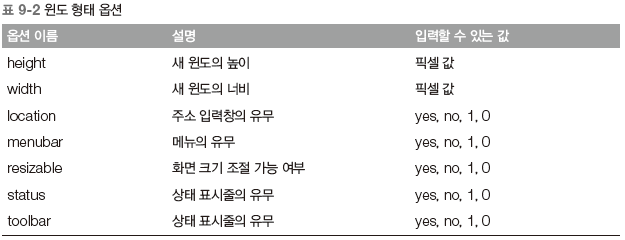 표 9-2 윈도 형태 옵션
옵션 이름 설명 입력할 수 있는 값
height 새 윈도의 높이 픽셀 값
width 새 윈도의 너비 픽셀 값
location 주소 입력창의 유무 yes, no, 1, 0
menubar 메뉴의 유무 yes, no, 1, 0
resizable 화면 크기 조절 가능 여부 yes, no, 1, 0
status 상태 표시줄의 유무 yes, no, 1, 0
toolbar 상태 표시줄의 유무 yes, no, 1, 0